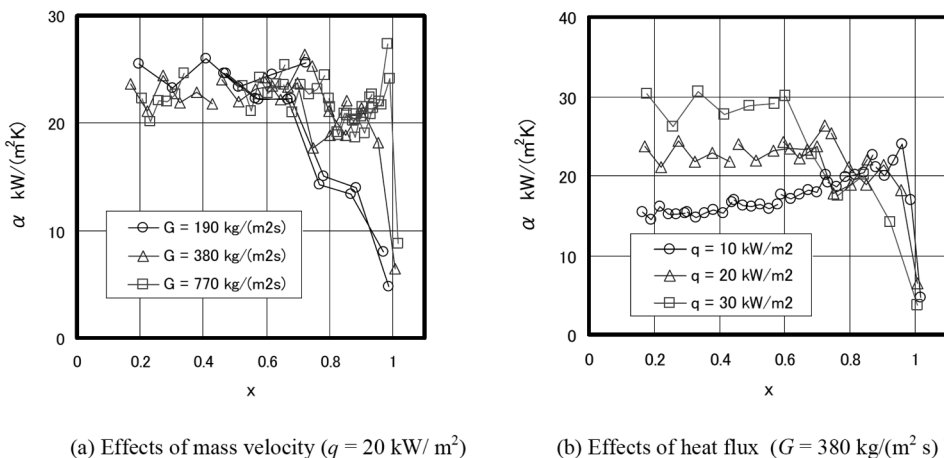 30
20
10
0
α kW/(m²K)
G = 190 kg/(m2s)
G = 380 kg/(m2s)
G = 770 kg/(m2s)
0 0.2 0.4 0.6 0.8 1
x
40
30
20
10
0
α kW/(m²K)
q = 10 kW/m2
q = 20 kW/m2
q = 30 kW/m2
0 0.2 0.4 0.6 0.8 1
x
(a) Effects of mass velocity (q = 20 kW/ m²)
(b) Effects of heat flux (G = 380 kg/(m² s)